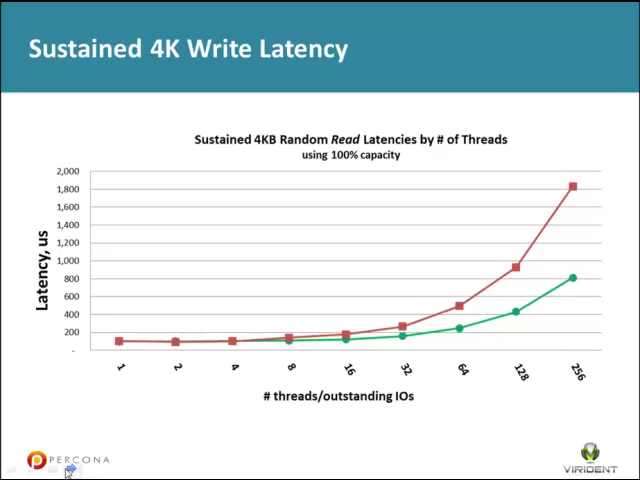 Sustained 4K Write Latency
Sustained 4KB Random Read Latencies by # of Threads
using 100% capacity
Latency, us
2,000
1,800
1,600
1,400
1,200
1,000
800
600
400
200
-
1
2
4
8
16
32
64
128
256
# threads/outstanding IOs
PERCONA
VIRIDENT